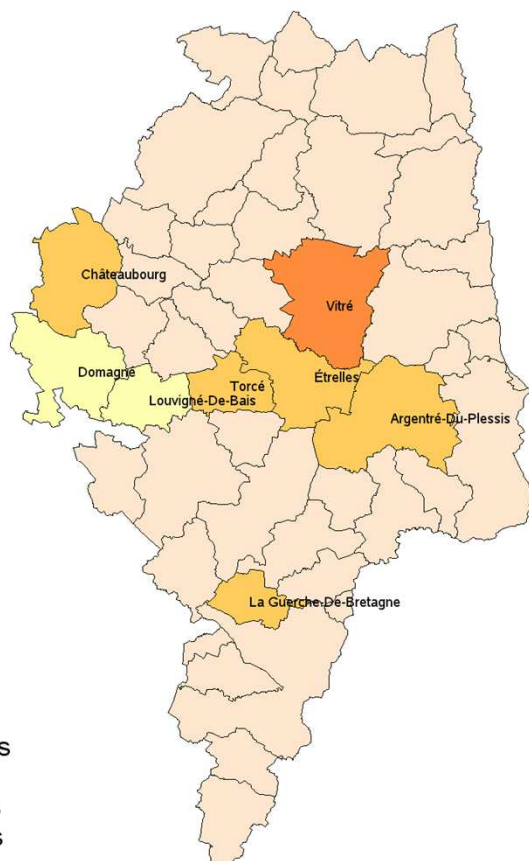 Châteaubourg
Vitré
Domagné
Torcé
Étrelles
Louvigné-De-Bais
Argentré-Du-Plessis
La Guerche-De-Bretagne